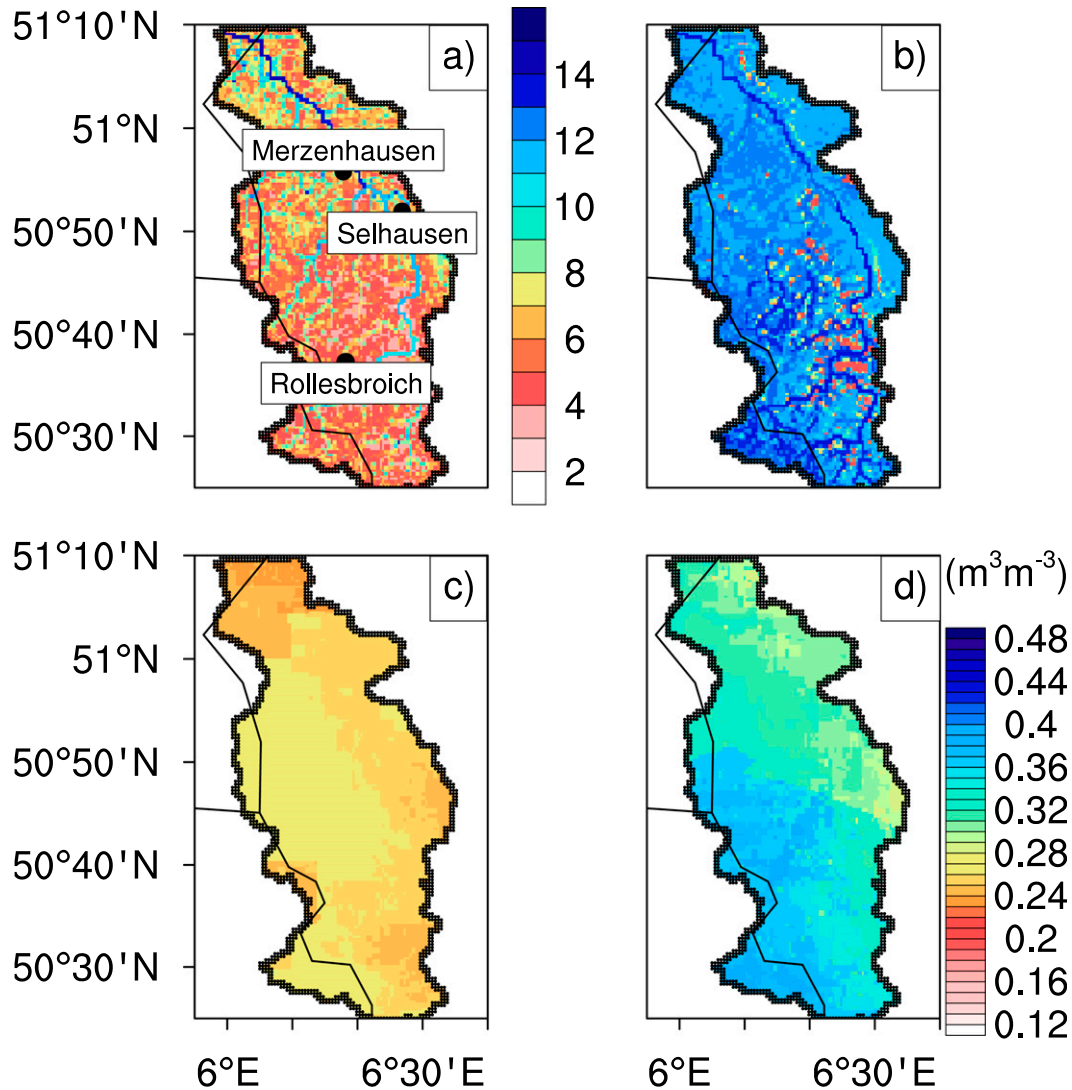 51°10'N
51°N
50°50'N
50°40'N
50°30'N
a)
Merzenhausen
Selhausen
Rollesbroich
14
12
10
8
6
4
2
b)
51°10'N
51°N
50°50'N
50°40'N
50°30'N
c)
6°E
6°30'E
d)
6°E
6°30'E
(m³m⁻³)
0.48
0.44
0.4
0.36
0.32
0.28
0.24
0.2
0.16
0.12